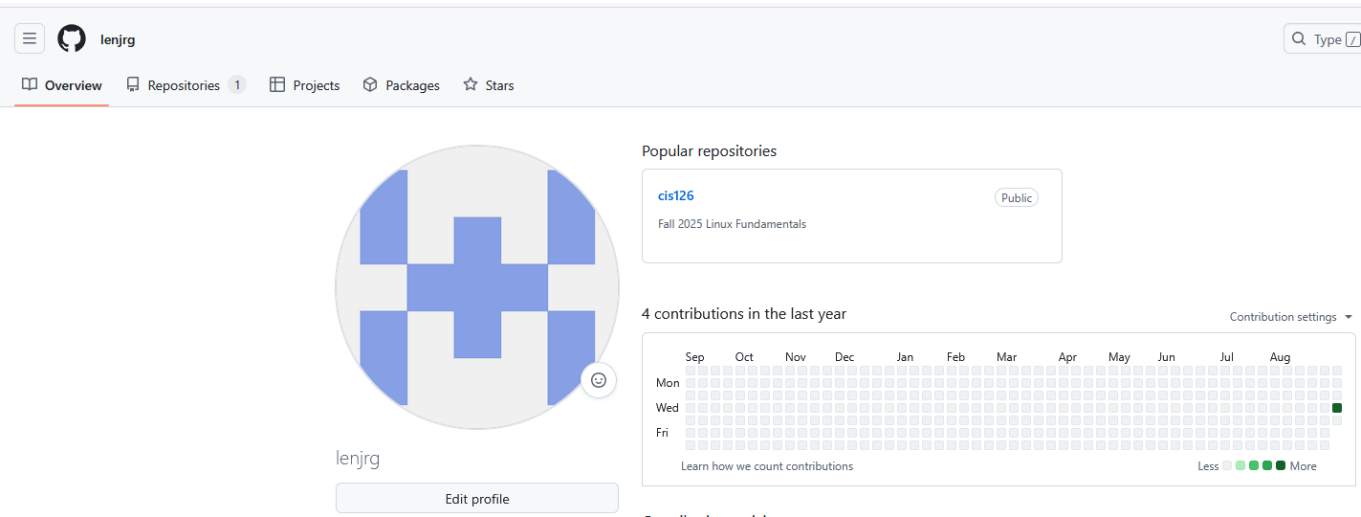 lenjrg
Type /
Overview Repositories 1 Projects Packages Stars
Popular repositories
cis126 Public
Fall 2025 Linux Fundamentals
4 contributions in the last year
Contribution settings
Sep Oct Nov Dec Jan Feb Mar Apr May Jun Jul Aug
Mon
Wed
Fri
Learn how we count contributions
Less More
lenjrg
Edit profile